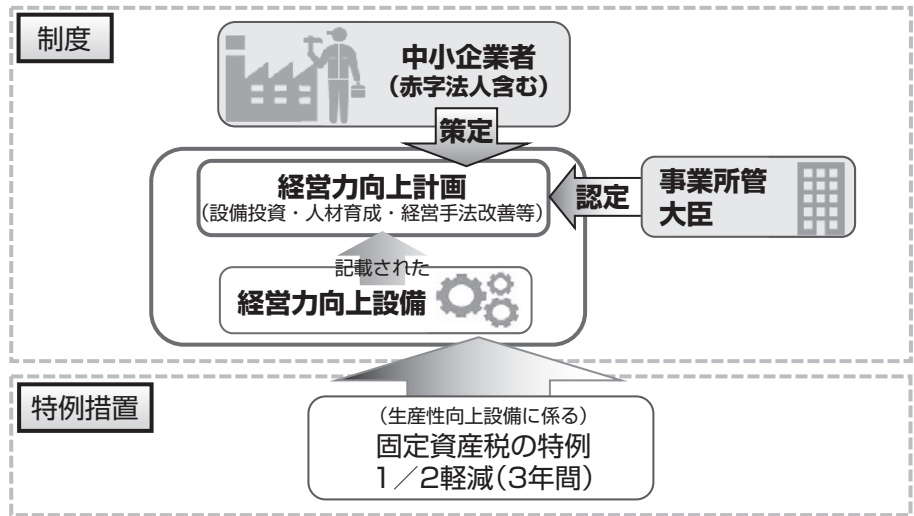 制度
中小企業者
(赤字法人含む)
策定
経営力向上計画
(設備投資・人材育成・経営手法改善等)
認定
事業所管
大臣
記載された
経営力向上設備
特例措置
(生産性向上設備に係る)
固定資産税の特例
1／2軽減(3年間)